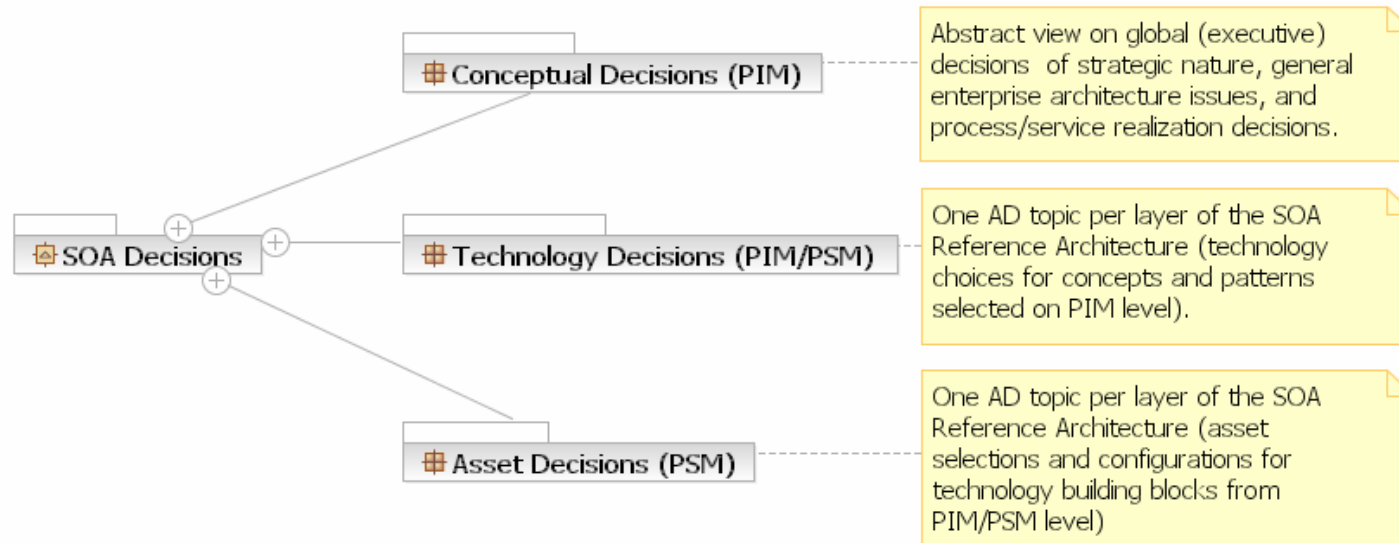 Conceptual Decisions (PIM)
Abstract view on global (executive)
decisions of strategic nature, general
enterprise architecture issues, and
process/service realization decisions.
SOA Decisions
Technology Decisions (PIM/PSM)
One AD topic per layer of the SOA
Reference Architecture (technology
choices for concepts and patterns
selected on PIM level).
Asset Decisions (PSM)
One AD topic per layer of the SOA
Reference Architecture (asset
selections and configurations for
technology building blocks from
PIM/PSM level)